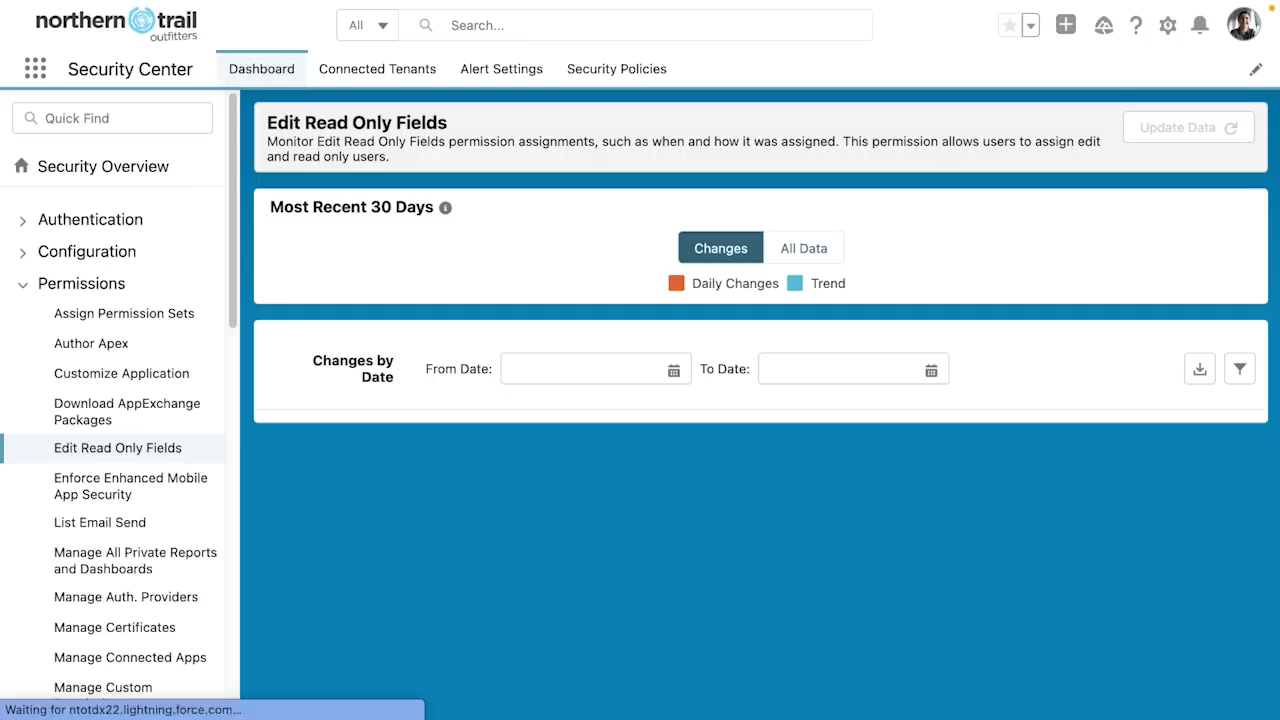 northern trail
outfitters
All
Search...
Security Center
Dashboard
Connected Tenants
Alert Settings
Security Policies
Quick Find
Security Overview
Authentication
Configuration
Permissions
Assign Permission Sets
Author Apex
Customize Application
Download AppExchange
Packages
Edit Read Only Fields
Enforce Enhanced Mobile
App Security
List Email Send
Manage All Private Reports
and Dashboards
Manage Auth. Providers
Manage Certificates
Manage Connected Apps
Manage Custom
Edit Read Only Fields
Monitor Edit Read Only Fields permission assignments, such as when and how it was assigned. This permission allows users to assign edit
and read only users.
Update Data
Most Recent 30 Days
Changes
All Data
Daily Changes
Trend
Changes by
Date
From Date:
To Date:
Waiting for ntotdx22.lightning.force.com...